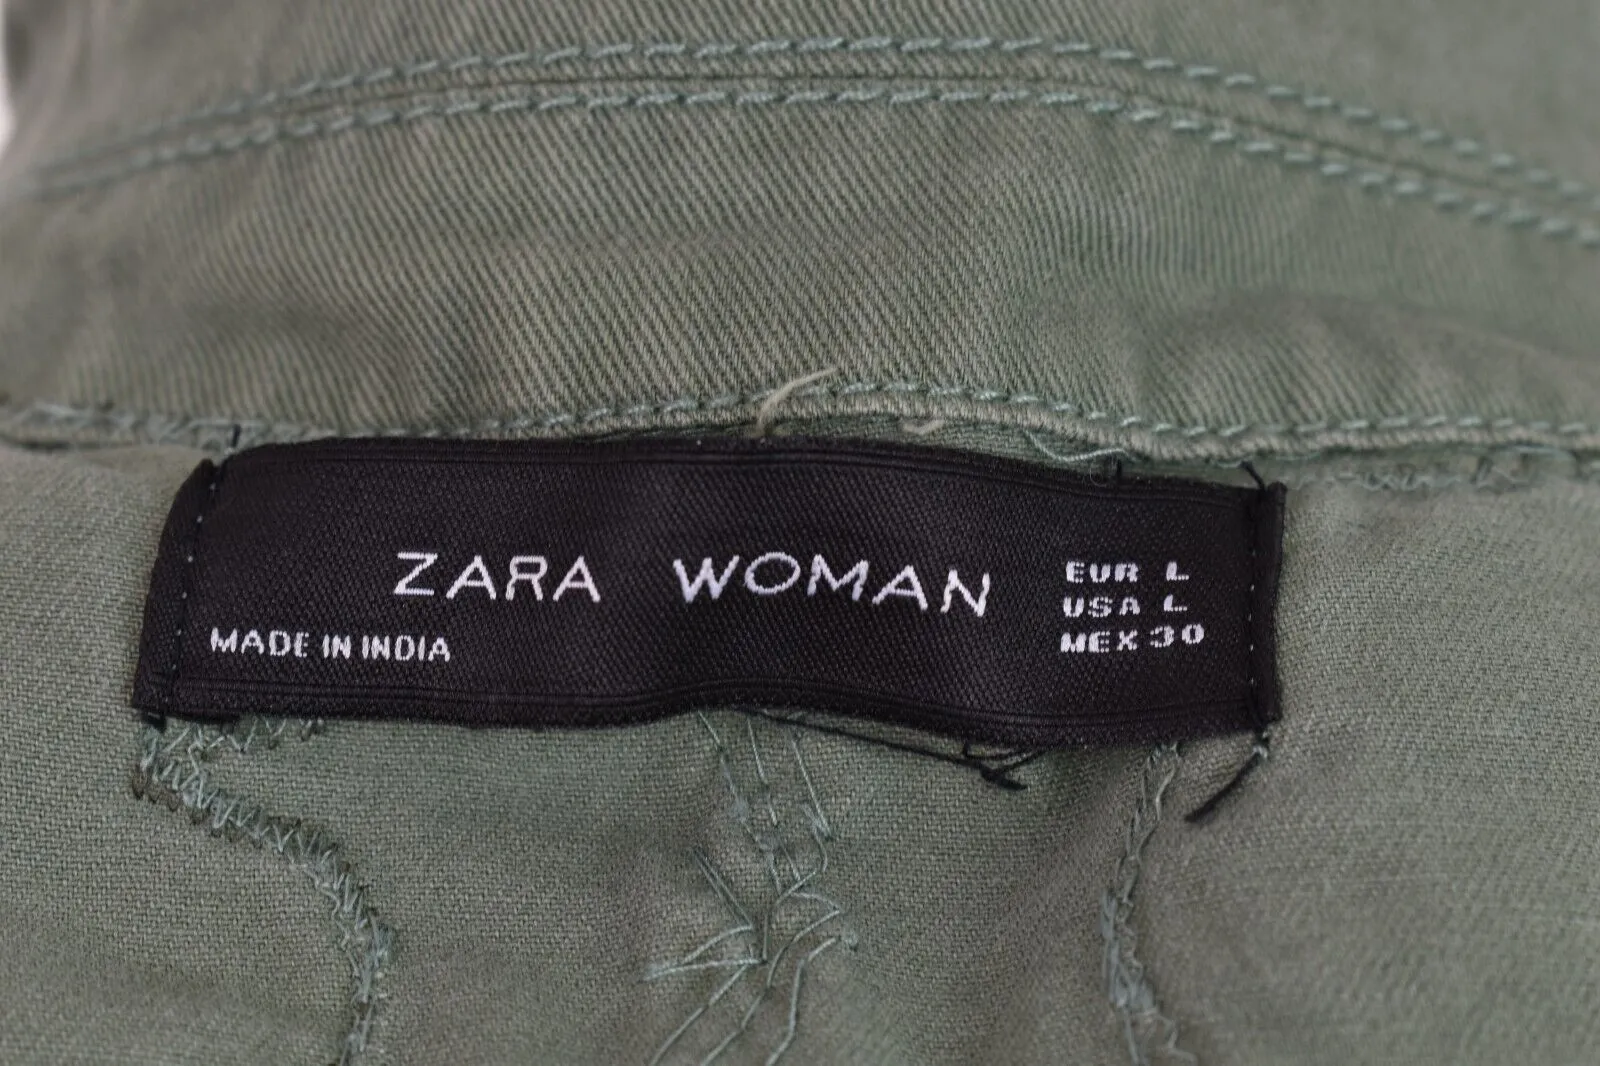 ZARA WOMAN
MADE IN INDIA
EUR L
USA L
MEX 30